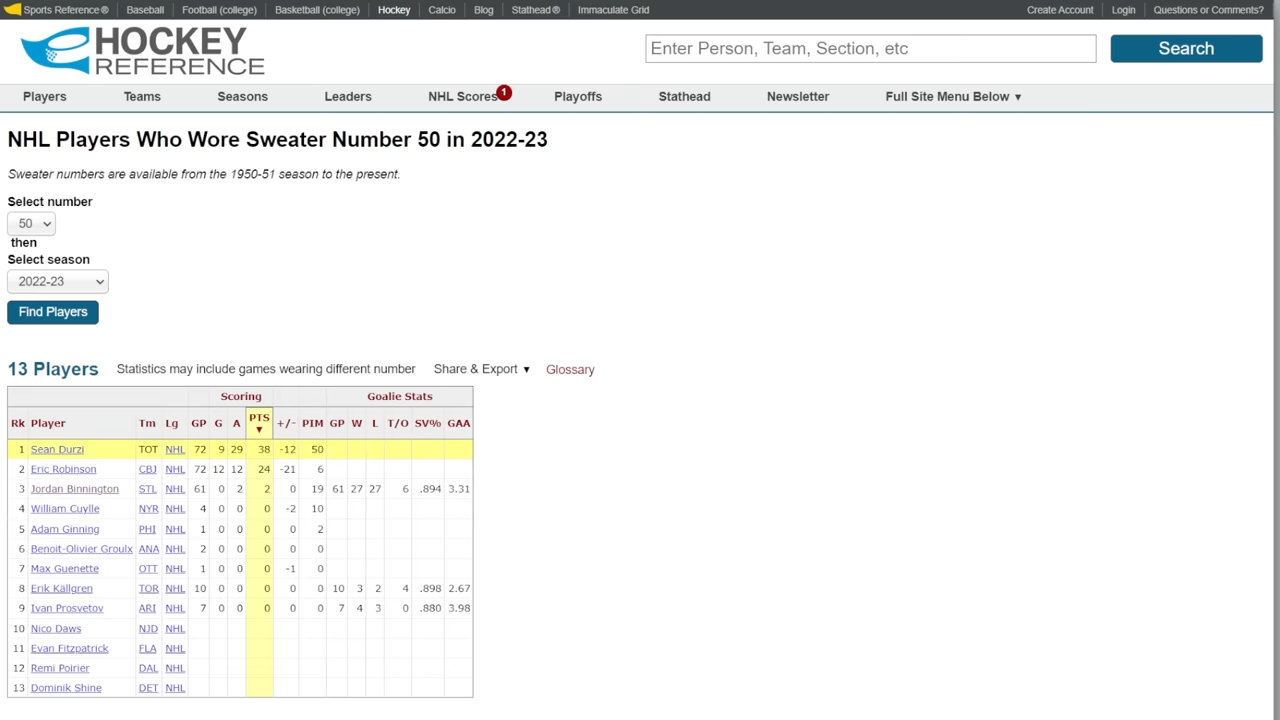 Sports Reference® Baseball Football (college) Basketball (college) Hockey Calcio Blog Stathead® Immaculate Grid Create Account Login Questions or Comments?
HOCKEY
REFERENCE
Enter Person, Team, Section, etc Search
Players Teams Seasons Leaders NHL Scores 1 Playoffs Stathead Newsletter Full Site Menu Below ▼
NHL Players Who Wore Sweater Number 50 in 2022-23
Sweater numbers are available from the 1950-51 season to the present.
Select number
50
then
Select season
2022-23
Find Players
13 Players Statistics may include games wearing different number Share & Export ▼ Glossary
Scoring Goalie Stats
Rk Player Tm Lg GP G A PTS ▼ +/- PIM GP W L T/O SV% GAA
1 Sean Durzi TOT NHL 72 9 29 38 -12 50
2 Eric Robinson CBJ NHL 72 12 12 24 -21 6
3 Jordan Binnington STL NHL 61 0 2 2 0 19 61 27 27 6 .894 3.31
4 William Cuylle NYR NHL 4 0 0 0 -2 10
5 Adam Ginning PHI NHL 1 0 0 0 0 2
6 Benoit-Olivier Groulx ANA NHL 2 0 0 0 0 0
7 Max Guenette OTT NHL 1 0 0 0 -1 0
8 Erik Källgren TOR NHL 10 0 0 0 0 0 10 3 2 4 .898 2.67
9 Ivan Prosvetov ARI NHL 7 0 0 0 0 0 7 4 3 0 .880 3.98
10 Nico Daws NJD NHL
11 Evan Fitzpatrick FLA NHL
12 Remi Poirier DAL NHL
13 Dominik Shine DET NHL